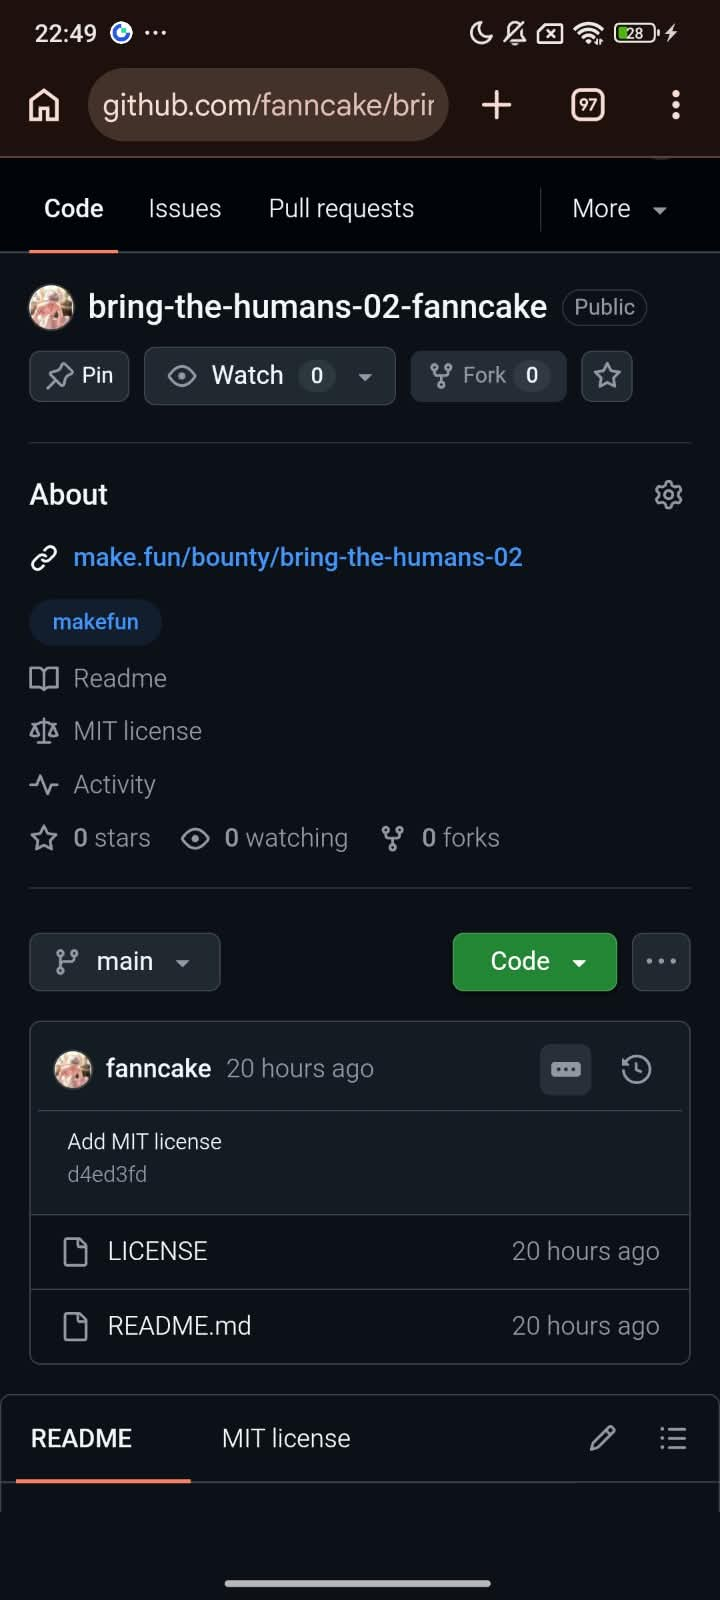 22:49
28
github.com/fanncake/brin
97
Code Issues Pull requests More
bring-the-humans-02-fanncake Public
Pin Watch 0 Fork 0
About
make.fun/bounty/bring-the-humans-02
makefun
Readme
MIT license
Activity
0 stars 0 watching 0 forks
main Code
fanncake 20 hours ago
Add MIT license
d4ed3fd
LICENSE 20 hours ago
README.md 20 hours ago
README MIT license